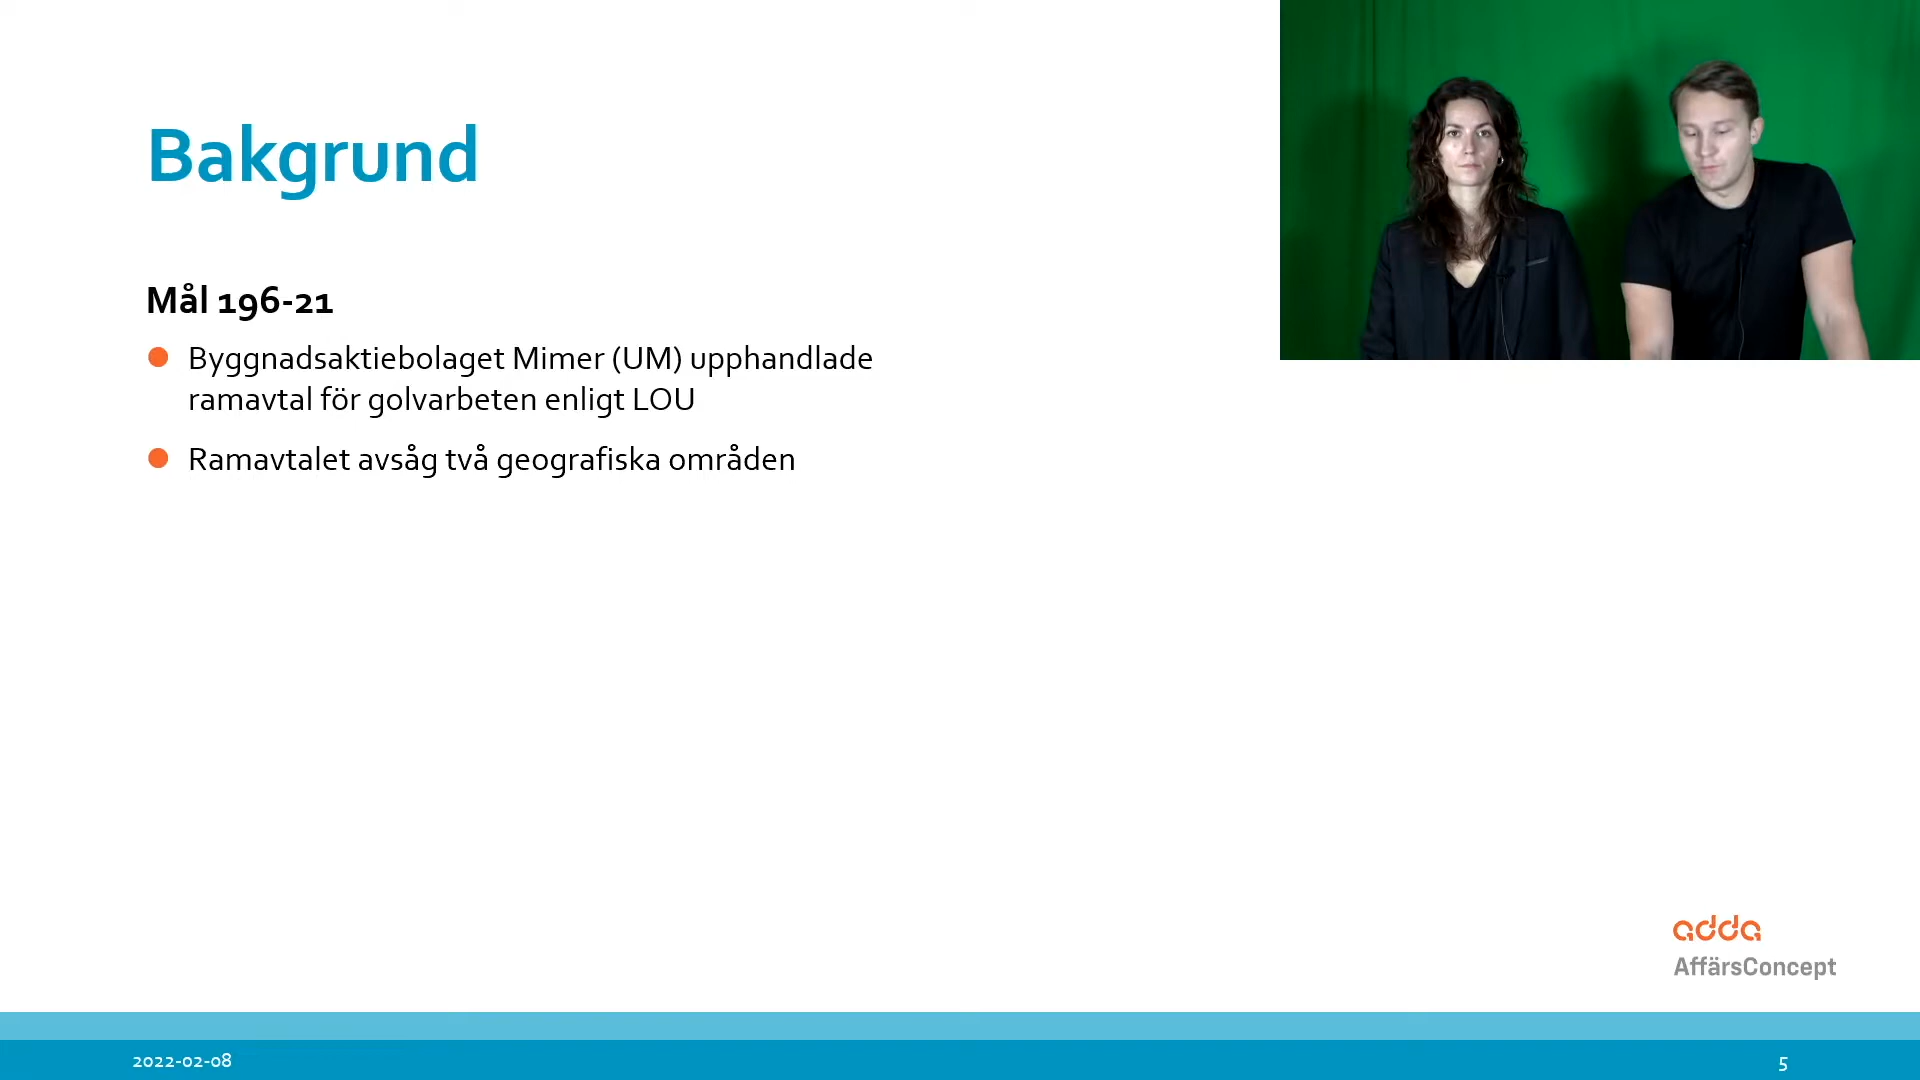 Bakgrund
Mål 196-21
Byggnadsaktiebolaget Mimer (UM) upphandlade
ramavtal för golvarbeten enligt LOU
Ramavtalet avsåg två geografiska områden
adda
AffärsConcept
2022-02-08
5